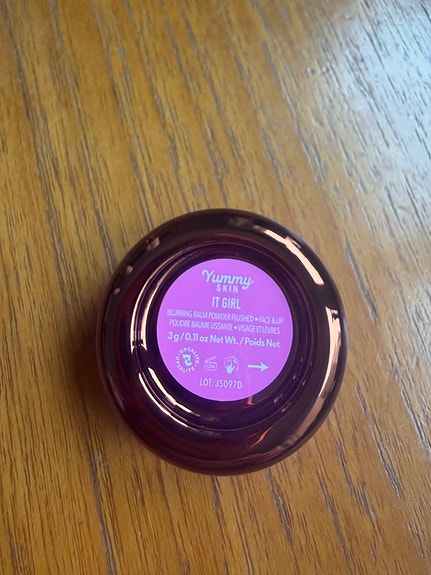 Yummy
SKIN
IT GIRL
BLURRING BALM POWDER FLUSHED • FACE & LIP
POUDRE BAUME LISSANTE • VISAGE ET LÈVRES
3 g / 0.11 oz Net Wt. / Poids Net
12M
LOT: J5097D